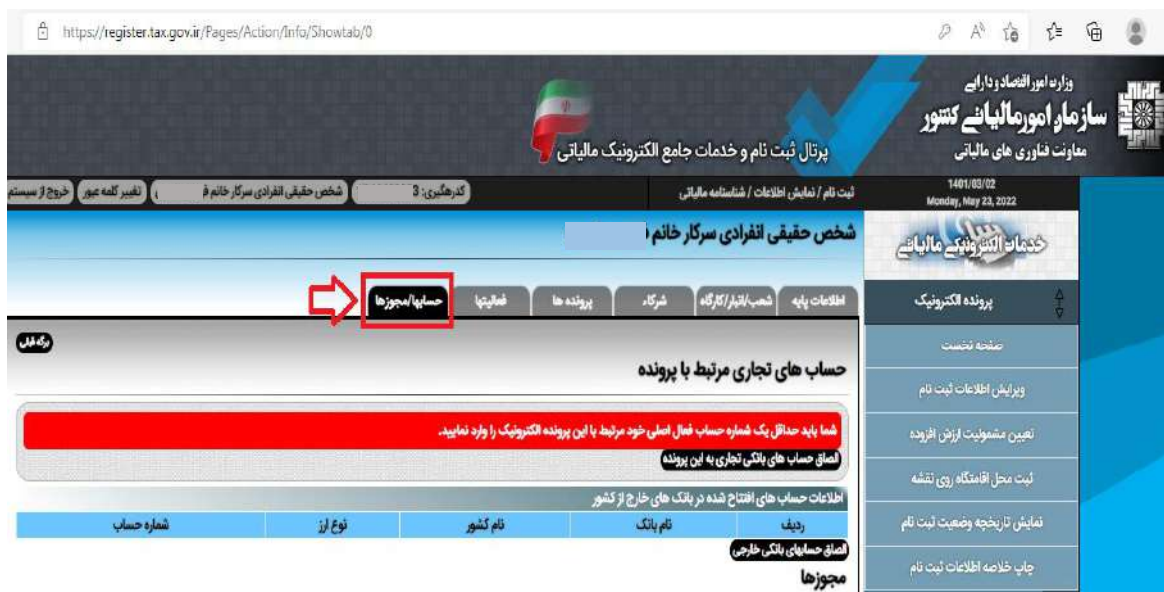 https://register.tax.gov.ir/Pages/Action/Info/Showtab/0
وزارت امور اقتصاد و دارایی
سازمان امور مالیاتی کشور
معاونت فناوری های مالیاتی
پرتال ثبت نام و خدمات جامع الکترونیک مالیاتی
1401/03/02
Monday, May 23, 2022
ثبت نام / نمایش اطلاعات / شناسنامه مالیاتی
کدرهگیری: 3
شخص حقیقی انفرادی سرکار خانم ف
تغییر کلمه عبور
خروج از سیستم
خدمات الکترونیکی مالیاتی
شخص حقیقی انفرادی سرکار خانم
پرونده الکترونیک
صفحه نخست
ویرایش اطلاعات ثبت نام
تعیین مشمولیت ارزش افزوده
ثبت محل اقامتگاه روی نقشه
نمایش تاریخچه وضعیت ثبت نام
چاپ خلاصه اطلاعات ثبت نام
اطلاعات پایه شعب/انبار/کارگاه شرکاء پرونده ها فعالیتها حسابها/مجوزها
برگه قبلی
حساب های تجاری مرتبط با پرونده
شما باید حداقل یک شماره حساب فعال اصلی خود مرتبط با این پرونده الکترونیک را وارد نمایید.
الصاق حساب های بانکی تجاری به این پرونده
اطلاعات حساب های افتتاح شده در بانک های خارج از کشور
ردیف نام بانک نام کشور نوع ارز شماره حساب
الصاق حسابهای بانکی خارجی
مجوزها